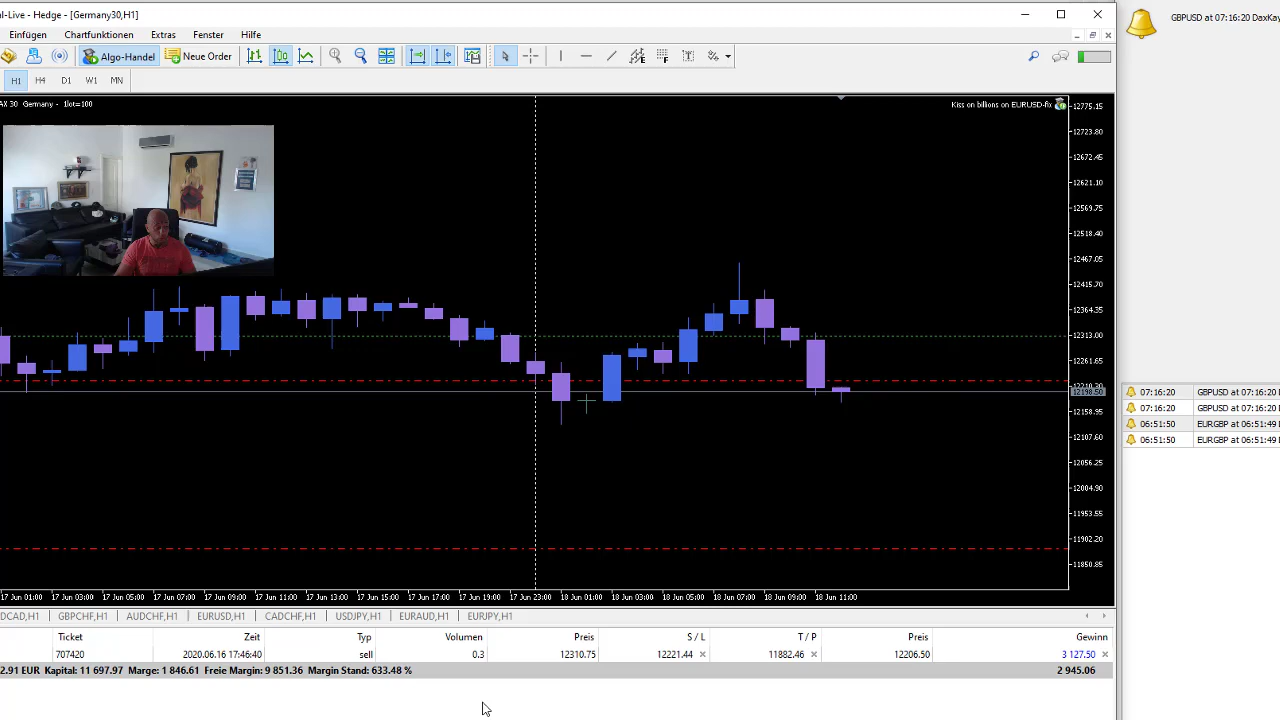 al-Live - Hedge - [Germany30,H1]
GBPUSD at 07:16:20 DaxKay
Einfügen Chartfunktionen Extras Fenster Hilfe
Algo-Handel Neue Order
H1 H4 D1 W1 MN
AX 30 Germany - 1lot=100
Kiss on billions on EURUSD-fix
12775.15
12723.80
12672.45
12621.10
12569.75
12518.40
12467.05
12415.70
12364.35
12313.00
12261.65
12210.30
12198.50
12158.95
12107.60
12056.25
12004.90
11953.55
11902.20
11850.85
07:16:20 GBPUSD at 07:16:20 D
07:16:20 GBPUSD at 07:16:20 D
06:51:50 EURGBP at 06:51:49 D
06:51:50 EURGBP at 06:51:49 D
17 Jun 01:00 17 Jun 03:00 17 Jun 05:00 17 Jun 07:00 17 Jun 09:00 17 Jun 11:00 17 Jun 13:00 17 Jun 15:00 17 Jun 17:00 17 Jun 19:00 17 Jun 23:00 18 Jun 01:00 18 Jun 03:00 18 Jun 05:00 18 Jun 07:00 18 Jun 09:00 18 Jun 11:00
DCAD,H1 GBPCHF,H1 AUDCHF,H1 EURUSD,H1 CADCHF,H1 USDJPY,H1 EURAUD,H1 EURJPY,H1
Ticket Zeit Typ Volumen Preis S / L T / P Preis Gewinn
707420 2020.06.16 17:46:40 sell 0.3 12310.75 12221.44 11882.46 12206.50 3 127.50
2.91 EUR Kapital: 11 697.97 Marge: 1 846.61 Freie Margin: 9 851.36 Margin Stand: 633.48 % 2 945.06